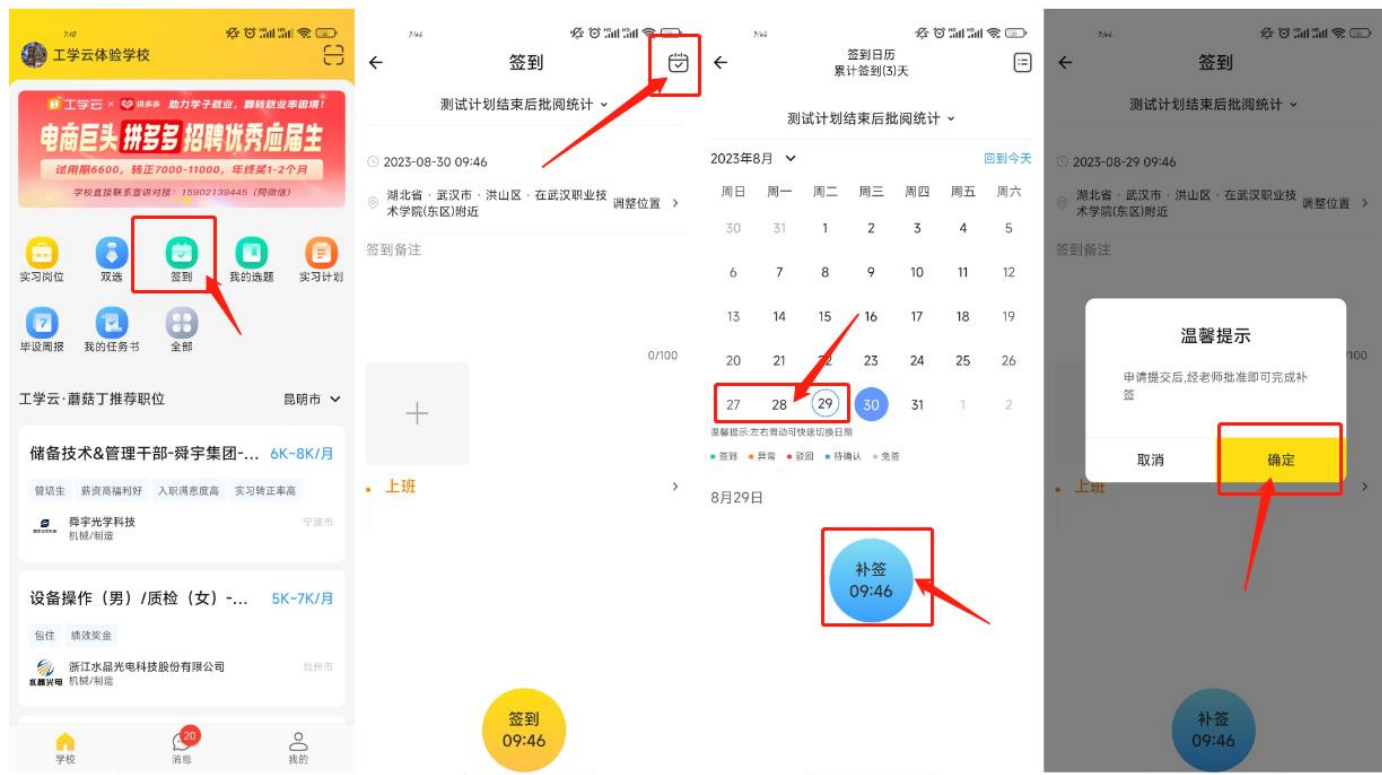 7:10
工学云体验学校
工学云 × 拼多多 助力学子就业，翻转就业率困境！
电商巨头 拼多多 招聘优秀应届生
试用期6600，转正7000-11000，年终奖1-2个月
学校直接联系宣讲对接：15902139445（同微信）
实习岗位
双选
签到
我的选题
实习计划
毕设周报
我的任务书
全部
工学云·蘑菇丁推荐职位
昆明市
储备技术&管理干部-舜宇集团-...
6K~8K/月
管培生
薪资高福利好
入职满意度高
实习转正率高
舜宇光学科技
宁波市
机械/制造
设备操作（男）/质检（女）-...
5K~7K/月
包住
绩效奖金
浙江水晶光电科技股份有限公司
台州市
水晶光电
机械/制造
学校
20
消息
我的
签到
测试计划结束后批阅统计
2023-08-30 09:46
湖北省 · 武汉市 · 洪山区 · 在武汉职业技
术学院(东区)附近
调整位置
签到备注
0/100
上班
签到
09:46
签到日历
累计签到(3)天
测试计划结束后批阅统计
2023年8月
回到今天
周日 周一 周二 周三 周四 周五 周六
30 31 1 2 3 4 5
6 7 8 9 10 11 12
13 14 15 16 17 18 19
20 21 22 23 24 25 26
27 28 29 30 31 1 2
温馨提示:左右滑动可快速切换日期
签到 异常 驳回 待确认 免签
8月29日
补签
09:46
签到
测试计划结束后批阅统计
2023-08-29 09:46
湖北省 · 武汉市 · 洪山区 · 在武汉职业技
术学院(东区)附近
调整位置
签到备注
/100
温馨提示
申请提交后,经老师批准即可完成补
签
取消
确定
上班
补签
09:46